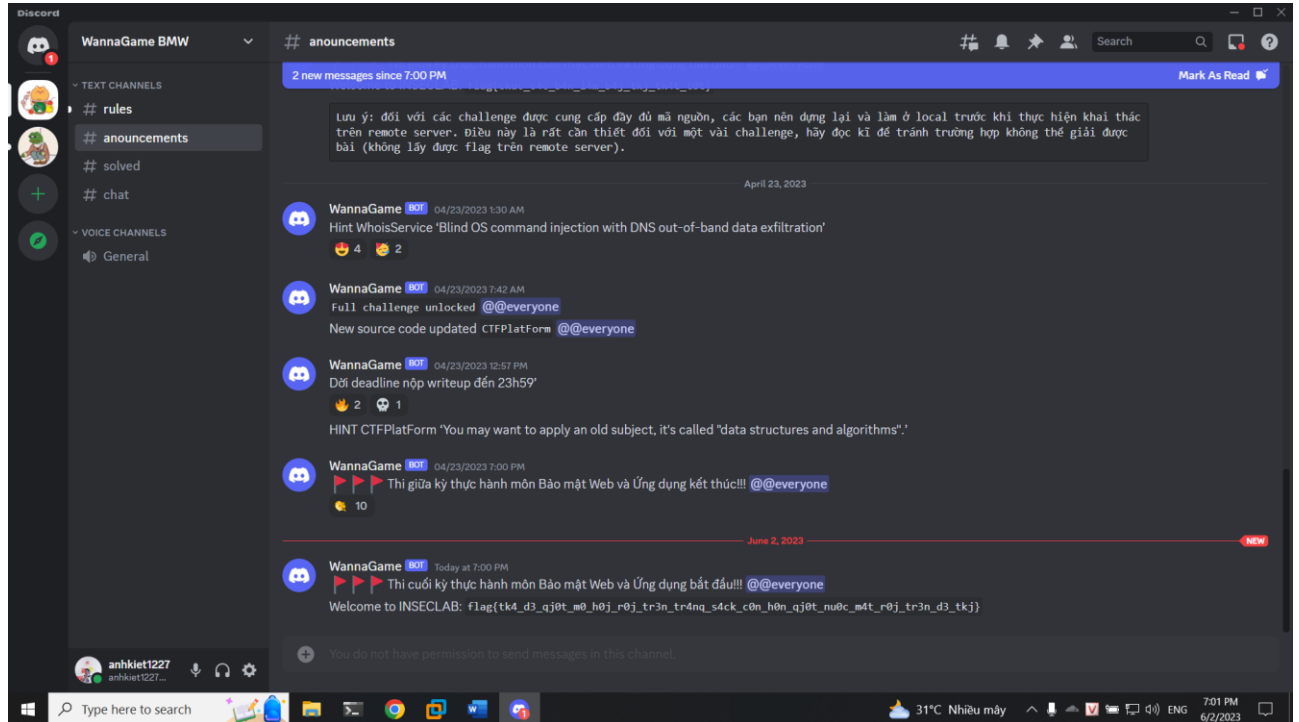 Discord
WannaGame BMW
# anouncements
Search
1
2 new messages since 7:00 PM
Mark As Read
TEXT CHANNELS
# rules
# anouncements
# solved
# chat
VOICE CHANNELS
General
Lưu ý: đối với các challenge được cung cấp đầy đủ mã nguồn, các bạn nên dựng lại và làm ở local trước khi thực hiện khai thác
trên remote server. Điều này là rất cần thiết đối với một vài challenge, hãy đọc kĩ để tránh trường hợp không thể giải được
bài (không lấy được flag trên remote server).
April 23, 2023
WannaGame BOT 04/23/2023 1:30 AM
Hint WhoisService ‘Blind OS command injection with DNS out-of-band data exfiltration’
4 2
WannaGame BOT 04/23/2023 7:42 AM
Full challenge unlocked @@everyone
New source code updated CTFPlatForm @@everyone
WannaGame BOT 04/23/2023 12:57 PM
Dời deadline nộp writeup đến 23h59’
2 1
HINT CTFPlatForm ‘You may want to apply an old subject, it's called "data structures and algorithms".’
WannaGame BOT 04/23/2023 7:00 PM
Thi giữa kỳ thực hành môn Bảo mật Web và Ứng dụng kết thúc!!! @@everyone
10
June 2, 2023
NEW
WannaGame BOT Today at 7:00 PM
Thi cuối kỳ thực hành môn Bảo mật Web và Ứng dụng bắt đầu!!! @@everyone
Welcome to INSECLAB: flag{tk4_d3_qj0t_m0_h0j_r0j_tr3n_tr4nq_s4ck_c0n_h0n_qj0t_nu0c_m4t_r0j_tr3n_d3_tkj}
You do not have permission to send messages in this channel.
anhkiet1227
anhkiet1227...
Type here to search
1
31°C Nhiều mây
V
ENG
7:01 PM
6/2/2023